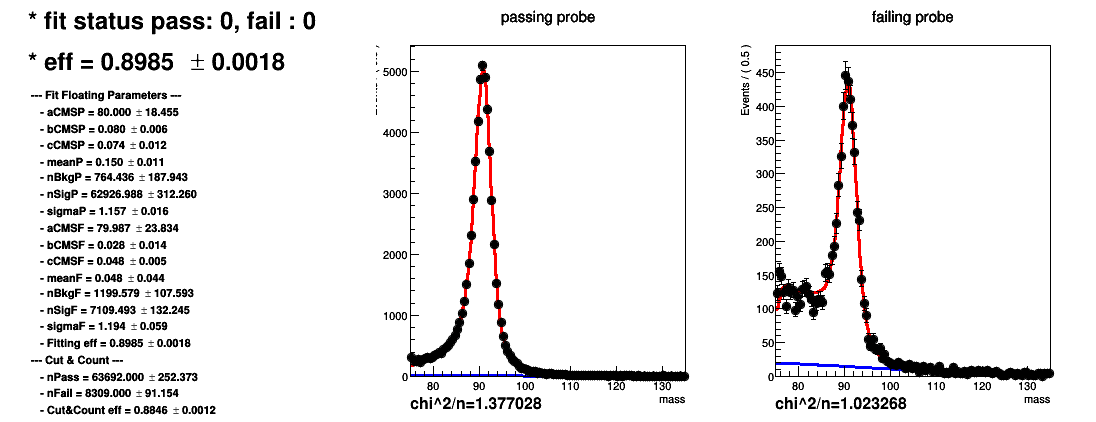 * fit status pass: 0, fail : 0
* eff = 0.8985 ± 0.0018
--- Fit Floating Parameters ---
- aCMSP = 80.000 ± 18.455
- bCMSP = 0.080 ± 0.006
- cCMSP = 0.074 ± 0.012
- meanP = 0.150 ± 0.011
- nBkgP = 764.436 ± 187.943
- nSigP = 62926.988 ± 312.260
- sigmaP = 1.157 ± 0.016
- aCMSF = 79.987 ± 23.834
- bCMSF = 0.028 ± 0.014
- cCMSF = 0.048 ± 0.005
- meanF = 0.048 ± 0.044
- nBkgF = 1199.579 ± 107.593
- nSigF = 7109.493 ± 132.245
- sigmaF = 1.194 ± 0.059
- Fitting eff = 0.8985 ± 0.0018
--- Cut & Count ---
- nPass = 63692.000 ± 252.373
- nFail = 8309.000 ± 91.154
- Cut&Count eff = 0.8846 ± 0.0012
passing probe
5000
4000
3000
2000
1000
0
80 90 100 110 120 130
mass
chi^2/n=1.377028
failing probe
Events / ( 0.5 )
450
400
350
300
250
200
150
100
50
0
80 90 100 110 120 130
mass
chi^2/n=1.023268